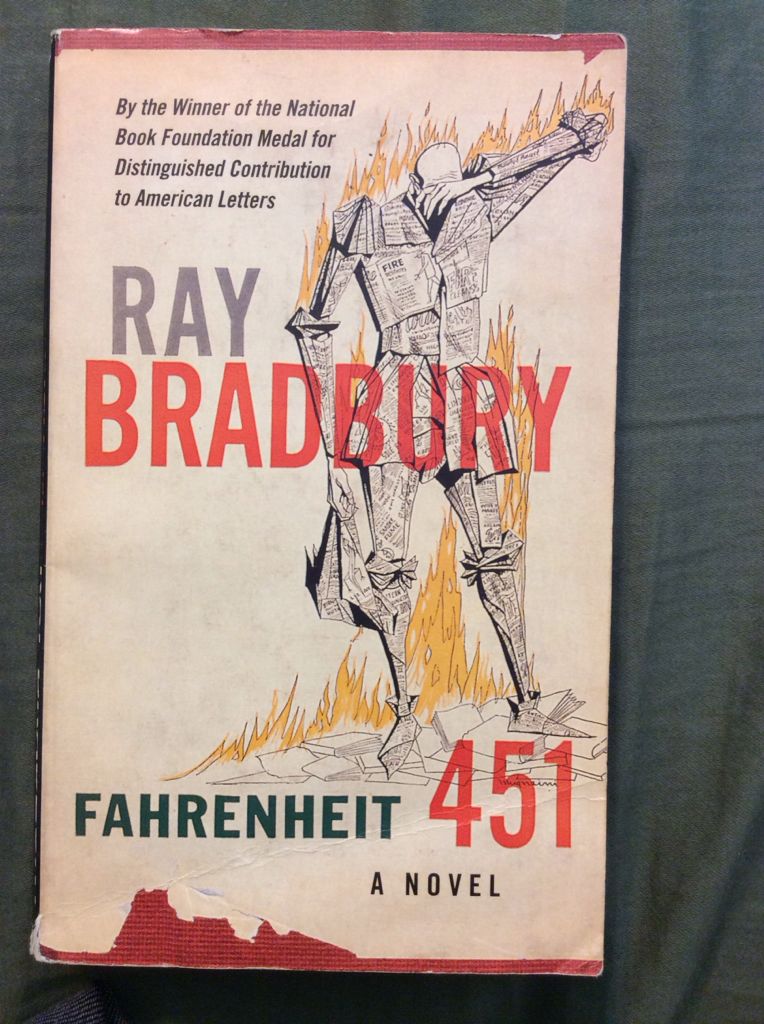 By the Winner of the National
Book Foundation Medal for
Distinguished Contribution
to American Letters
RAY
BRADBURY
FIRE
FAHRENHEIT 451
A NOVEL